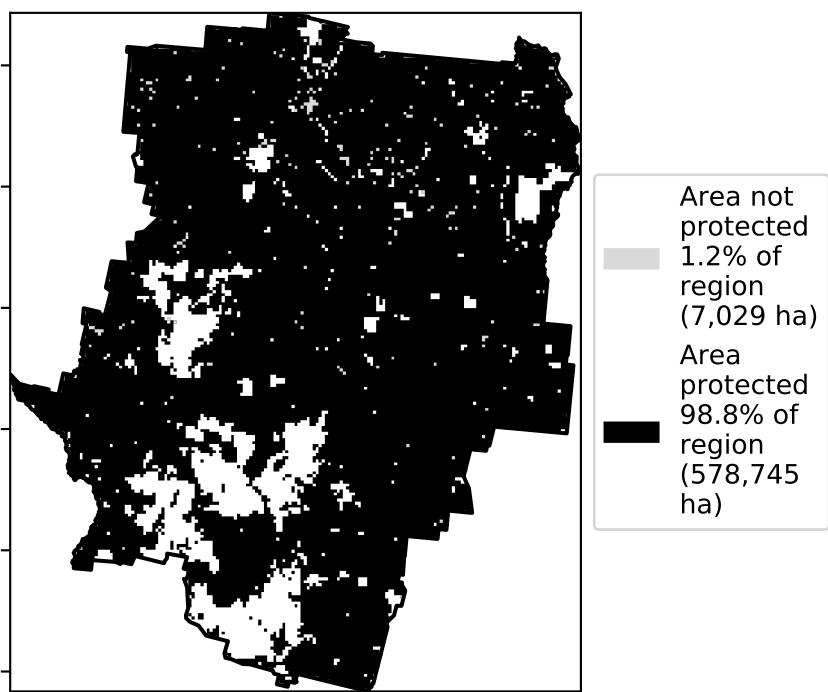 Area not
protected
1.2% of
region
(7,029 ha)
Area
protected
98.8% of
region
(578,745
ha)